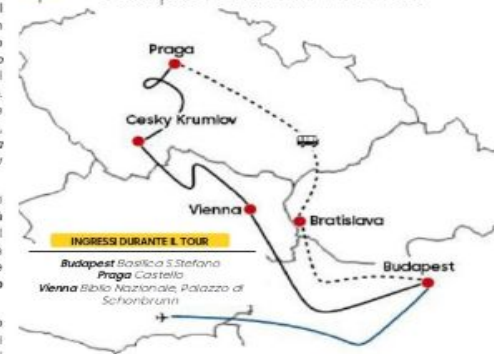 Praga
Cesky Krumlov
Vienna
Bratislava
Budapest
INGRESSI DURANTE IL TOUR
Budapest Basilica S.Stefano
Praga Castello
Vienna Biblio Nazionale, Palazzo di
Schonbrunn